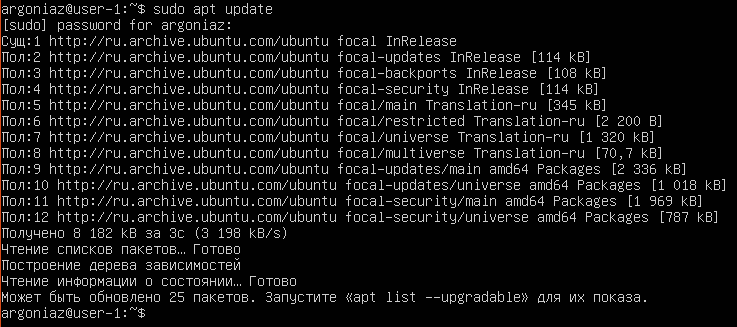 argoniaz@user-1:~$ sudo apt update
[sudo] password for argoniaz:
Сущ:1 http://ru.archive.ubuntu.com/ubuntu focal InRelease
Пол:2 http://ru.archive.ubuntu.com/ubuntu focal-updates InRelease [114 kB]
Пол:3 http://ru.archive.ubuntu.com/ubuntu focal-backports InRelease [108 kB]
Пол:4 http://ru.archive.ubuntu.com/ubuntu focal-security InRelease [114 kB]
Пол:5 http://ru.archive.ubuntu.com/ubuntu focal/main Translation-ru [345 kB]
Пол:6 http://ru.archive.ubuntu.com/ubuntu focal/restricted Translation-ru [2 200 B]
Пол:7 http://ru.archive.ubuntu.com/ubuntu focal/universe Translation-ru [1 320 kB]
Пол:8 http://ru.archive.ubuntu.com/ubuntu focal/multiverse Translation-ru [70,7 kB]
Пол:9 http://ru.archive.ubuntu.com/ubuntu focal-updates/main amd64 Packages [2 336 kB]
Пол:10 http://ru.archive.ubuntu.com/ubuntu focal-updates/universe amd64 Packages [1 018 kB]
Пол:11 http://ru.archive.ubuntu.com/ubuntu focal-security/main amd64 Packages [1 969 kB]
Пол:12 http://ru.archive.ubuntu.com/ubuntu focal-security/universe amd64 Packages [787 kB]
Получено 8 182 kB за 3с (3 198 kB/s)
Чтение списков пакетов… Готово
Построение дерева зависимостей
Чтение информации о состоянии… Готово
Может быть обновлено 25 пакетов. Запустите «apt list --upgradable» для их показа.
argoniaz@user-1:~$